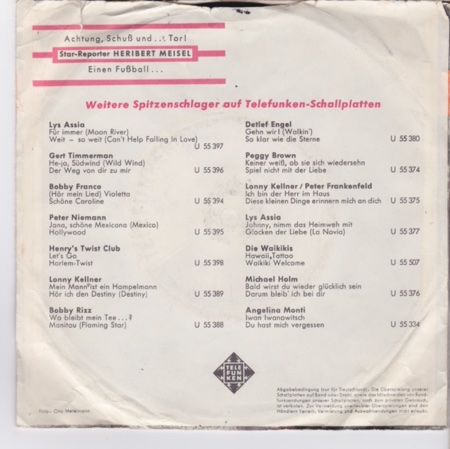 Achtung, Schuß und ... Tor!
Star-Reporter HERIBERT MEISEL
Einen Fußball ...
Weitere Spitzenschlager auf Telefunken-Schallplatten
Lys Assia
Für immer (Moon River)
Weit – so weit (Can't Help Falling In Love)
U 55 397
Gert Timmerman
He-jo, Südwind (Wild Wind)
Der Weg von dir zu mir U 55 396
Bobby Franco
(Hör mein Lied) Violetta
Schöne Caroline U 55 394
Peter Niemann
Jana, schöne Mexicana (Mexico)
Hollywood U 55 395
Henry's Twist Club
Let's Go
Harlem-Twist U 55 398
Lonny Kellner
Mein Mann ist ein Hampelmann
Hör ich den Destiny (Destiny) U 55 389
Bobby Rizz
Wo bleibt mein Tee ...?
Manitou (Flaming Star) U 55 388
Detlef Engel
Gehn wir! (Walkin')
So klar wie die Sterne U 55 380
Peggy Brown
Keiner weiß, ob sie sich wiedersehn
Spiel nicht mit der Liebe U 55 374
Lonny Kellner / Peter Frankenfeld
Ich bin der Herr im Haus
Diese kleinen Dinge erinnern mich an dich
U 55 375
Lys Assia
Johnny, nimm das Heimweh mit
Glocken der Liebe (La Novia) U 55 377
Die Waikikis
Hawaii Tattoo
Waikiki Welcome U 55 507
Michael Holm
Bald wirst du wieder glücklich sein
Darum bleib' ich bei dir U 55 376
Angelina Monti
Iwan Iwanowitsch
Du hast mich vergessen U 55 334
TELE
FUN
KEN
Foto: Otto